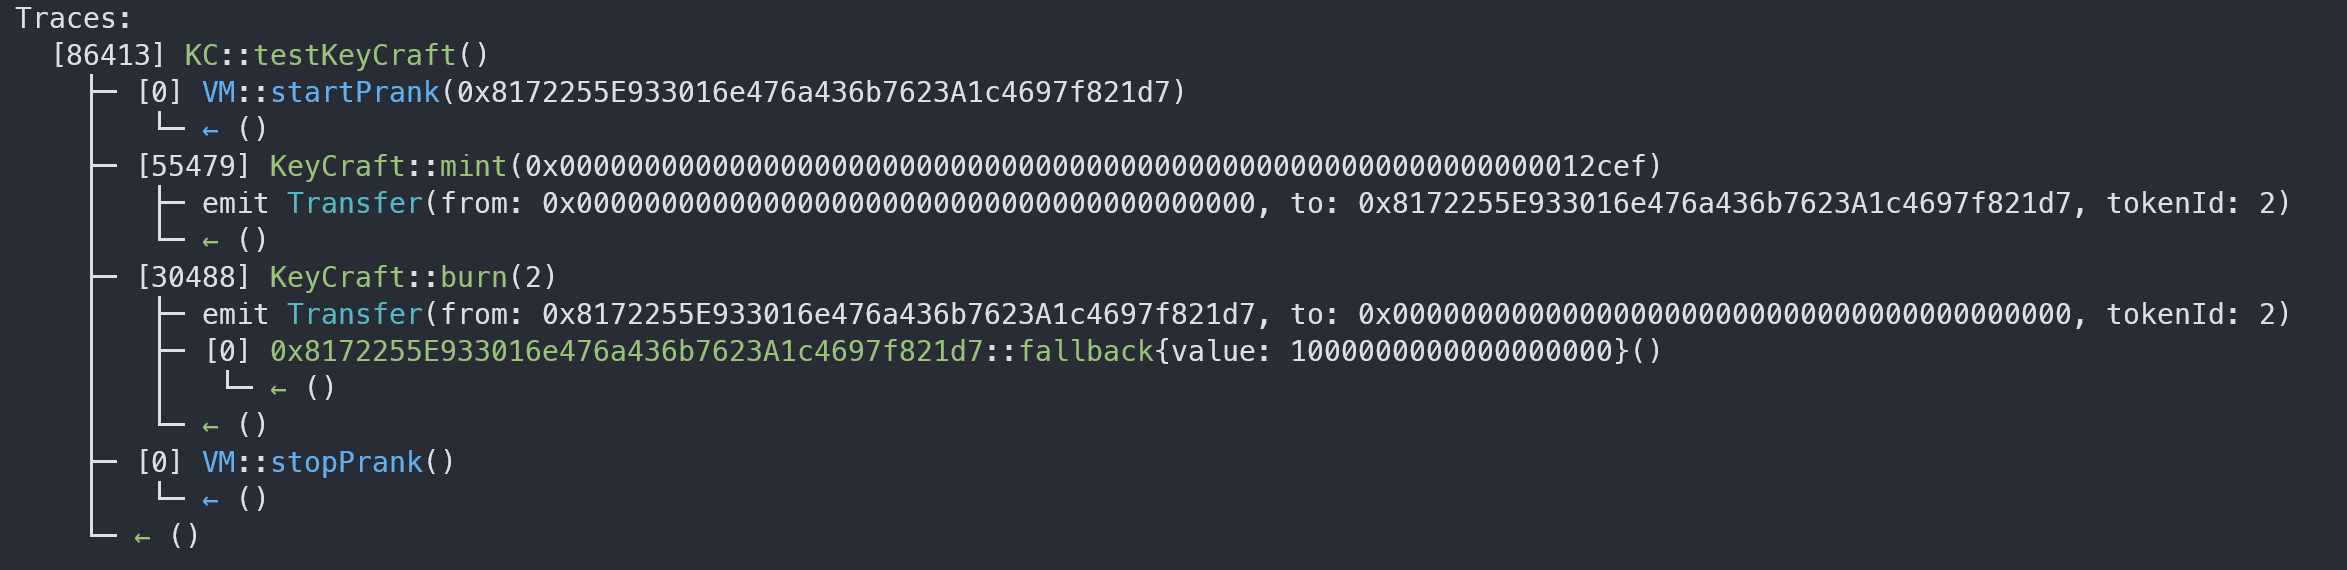 Traces:
  [86413] KC::testKeyCraft()
    ├─ [0] VM::startPrank(0x8172255E933016e476a436b7623A1c4697f821d7)
    │   └─ ← ()
    ├─ [55479] KeyCraft::mint(0x0000000000000000000000000000000000000000000000000000000000012cef)
    │   ├─ emit Transfer(from: 0x0000000000000000000000000000000000000000, to: 0x8172255E933016e476a436b7623A1c4697f821d7, tokenId: 2)
    │   └─ ← ()
    ├─ [30488] KeyCraft::burn(2)
    │   ├─ emit Transfer(from: 0x8172255E933016e476a436b7623A1c4697f821d7, to: 0x0000000000000000000000000000000000000000, tokenId: 2)
    │   ├─ [0] 0x8172255E933016e476a436b7623A1c4697f821d7::fallback{value: 1000000000000000000}()
    │   │   └─ ← ()
    │   └─ ← ()
    ├─ [0] VM::stopPrank()
    │   └─ ← ()
    └─ ← ()